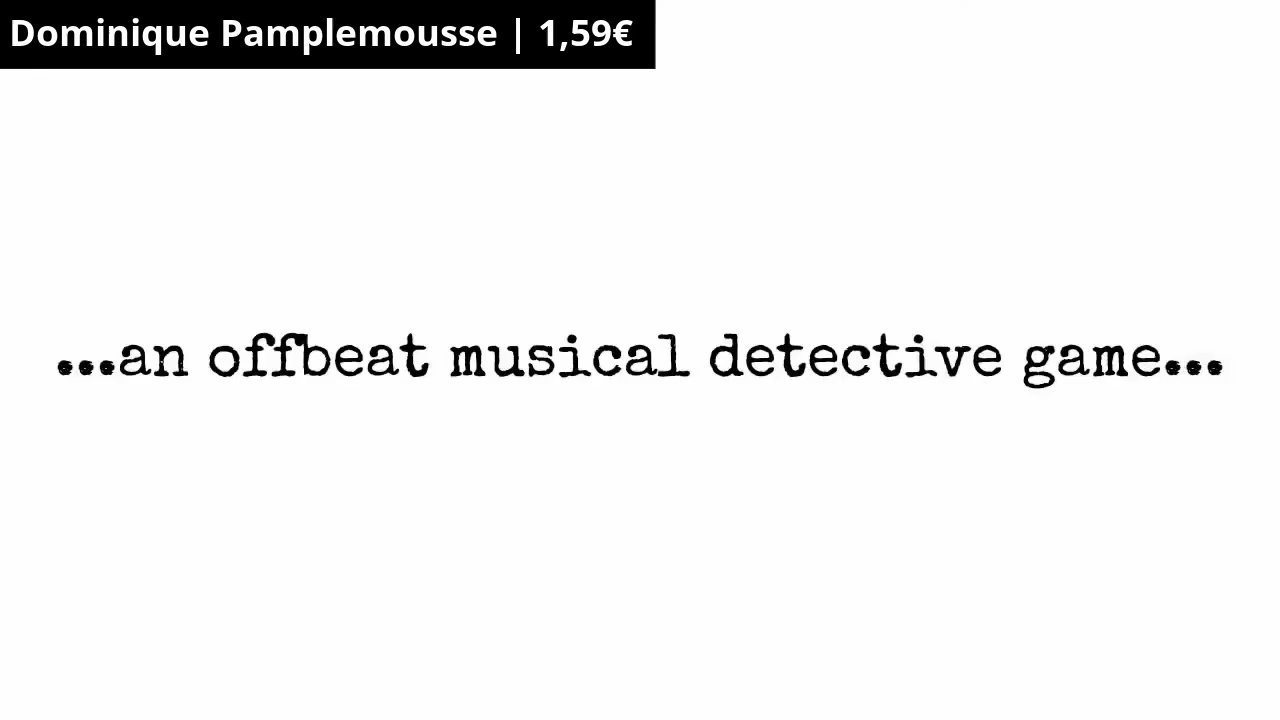 Dominique Pamplemousse | 1,59€
...an offbeat musical detective game...